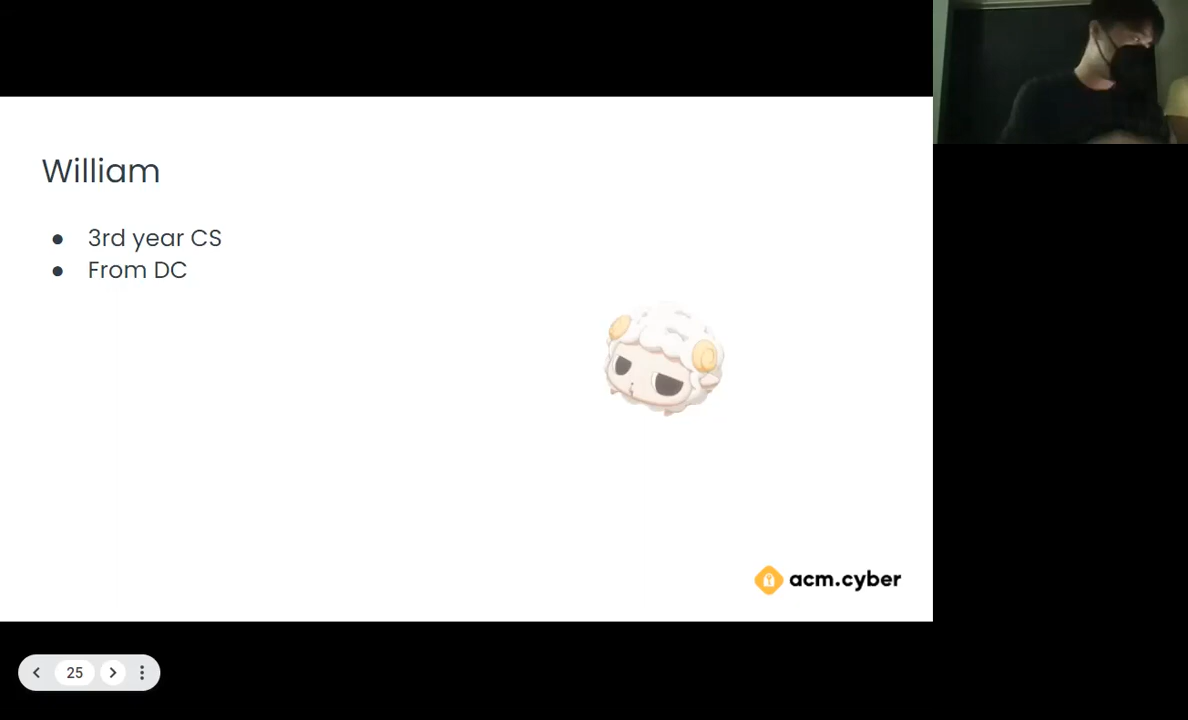 William
● 3rd year CS
● From DC
acm.cyber
25